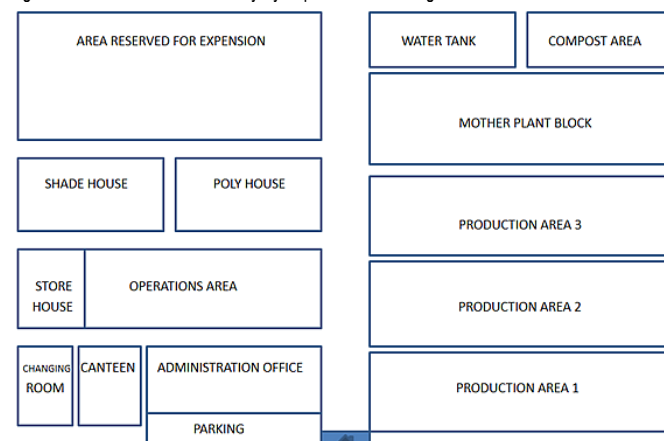 AREA RESERVED FOR EXPENSION
WATER TANK
COMPOST AREA
MOTHER PLANT BLOCK
SHADE HOUSE
POLY HOUSE
PRODUCTION AREA 3
STORE
HOUSE
OPERATIONS AREA
PRODUCTION AREA 2
CHANGING
ROOM
CANTEEN
ADMINISTRATION OFFICE
PRODUCTION AREA 1
PARKING